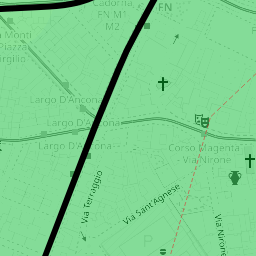 Cadorna
FN M1
M2
FN
Monti
Piazza
Virgilio
Largo D'Ancona
Largo D'Ancona
Largo D'Ancona
Corso Magenta
Via Nirone
Via Terraggio
Via Sant'Agnese
Via Nirone
P